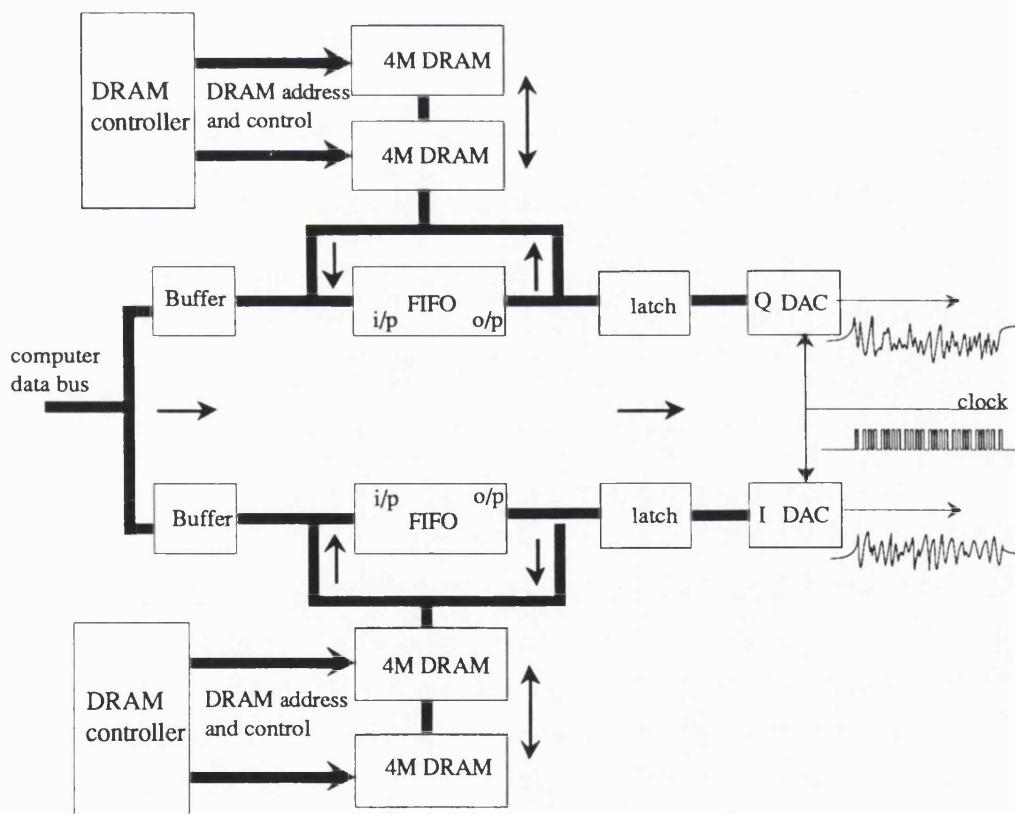 4M DRAM
DRAM
controller
DRAM address
and control
4M DRAM
Buffer
FIFO
i/p
o/p
latch
Q DAC
computer
data bus
clock
Buffer
i/p
o/p
FIFO
latch
I DAC
4M DRAM
DRAM
controller
DRAM address
and control
4M DRAM